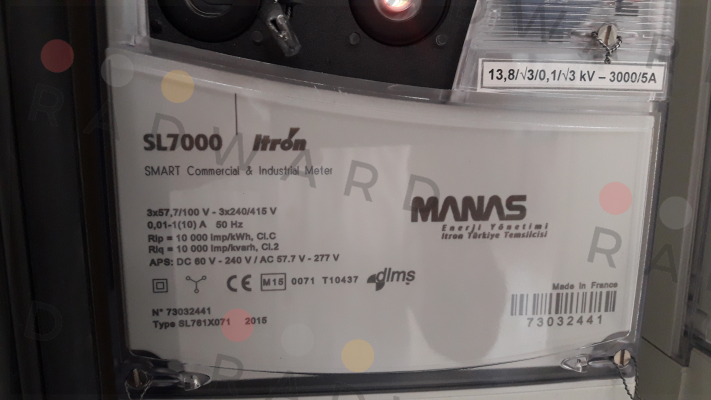 13,8/√3/0,1/√3 kV – 3000/5A
SL7000 Itron
SMART Commercial & Industrial Meter
3x57,7/100 V - 3x240/415 V
0,01-1(10) A 50 Hz
Rip = 10 000 imp/kWh, Cl.C
Riq = 10 000 imp/kvarh, Cl.2
APS: DC 60 V - 240 V / AC 57.7 V - 277 V
MANAS
Enerji Yönetimi
Itron Türkiye Temsilcisi
CE M15 0071 T10437 dlms
N° 73032441
Type SL761X071 2015
Made In France
73032441
RADWARD
RA